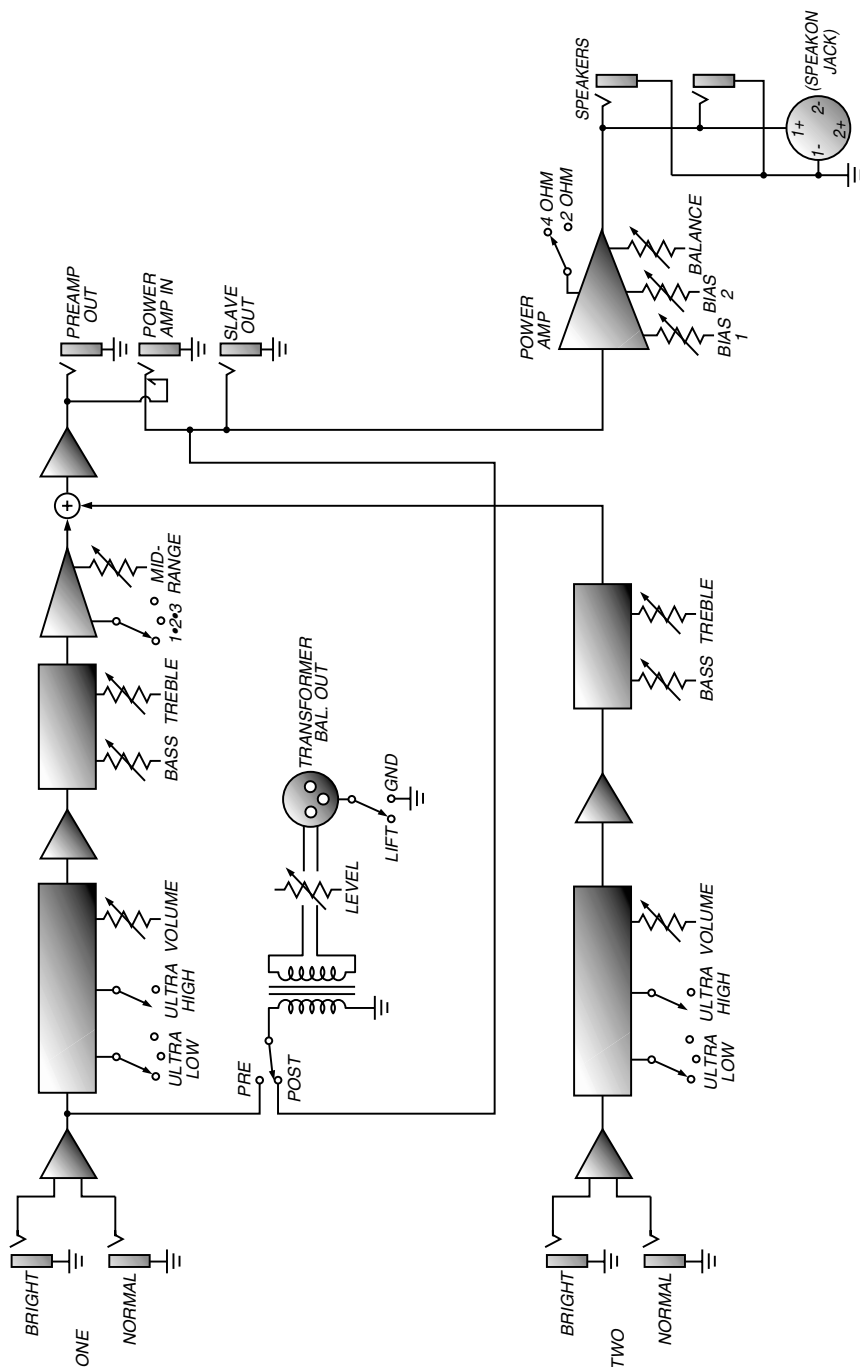 ONE
BRIGHT
NORMAL
ULTRA
LOW
ULTRA
HIGH
VOLUME
BASS
TREBLE
1•2•3
MID-
RANGE
PREAMP
OUT
POWER
AMP IN
SLAVE
OUT
PRE
POST
LEVEL
LIFT
GND
TRANSFORMER
BAL. OUT
TWO
BRIGHT
NORMAL
ULTRA
LOW
ULTRA
HIGH
VOLUME
BASS
TREBLE
POWER
AMP
4 OHM
2 OHM
BIAS
1
BIAS
2
BALANCE
SPEAKERS
1+
2-
1-
2+
(SPEAKON
JACK)
+